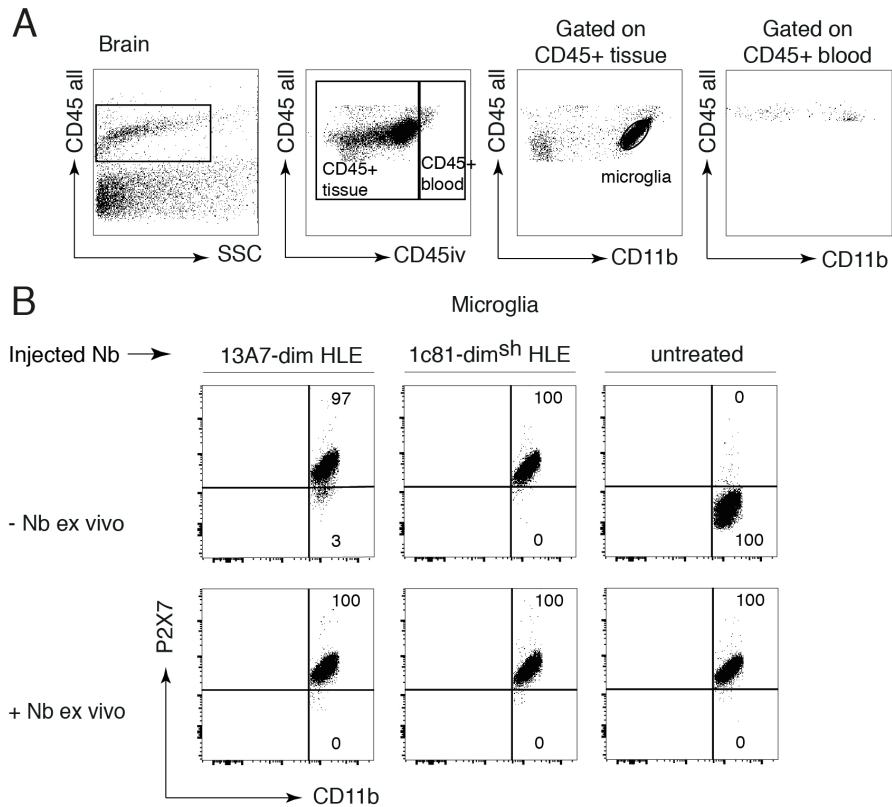 A
Brain
Gated on
CD45+ tissue
Gated on
CD45+ blood
CD45 all
CD45 all
CD45 all
CD45 all
CD45+
tissue
CD45+
blood
microglia
SSC
CD45iv
CD11b
CD11b
B
Microglia
Injected Nb
13A7-dim HLE
1c81-dimsh HLE
untreated
97
100
0
- Nb ex vivo
3
0
100
100
100
100
P2X7
+ Nb ex vivo
0
0
0
CD11b